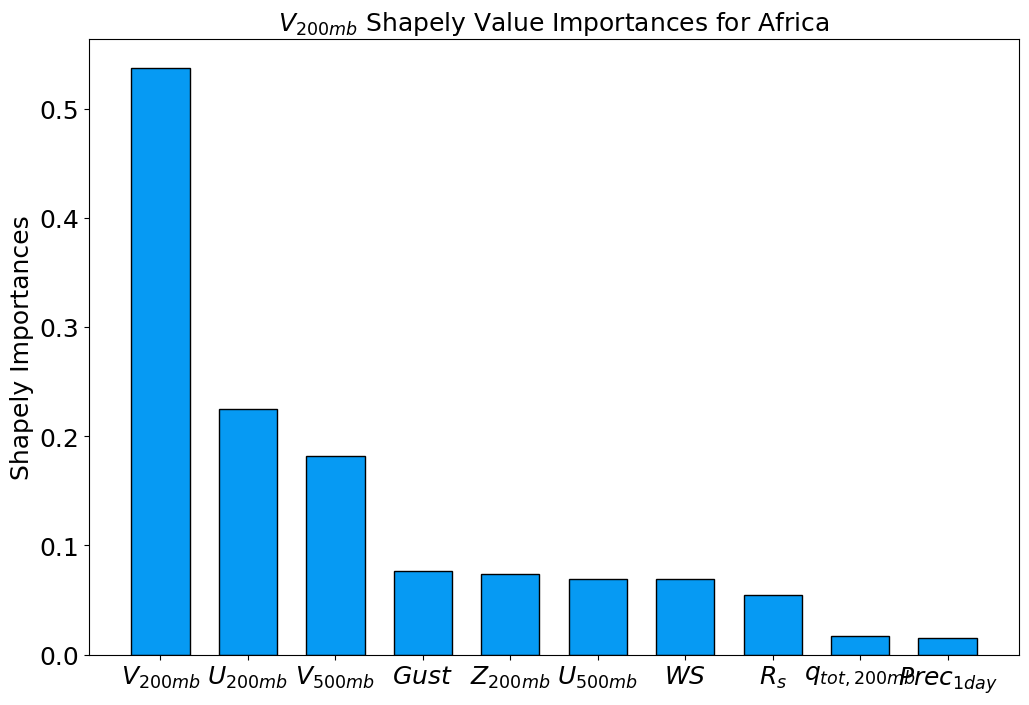 V200mb Shapely Value Importances for Africa
Shapely Importances
0.5
0.4
0.3
0.2
0.1
0.0
V200mb U200mb V500mb Gust Z200mb U500mb WS Rs qtot,200mb Prec1day